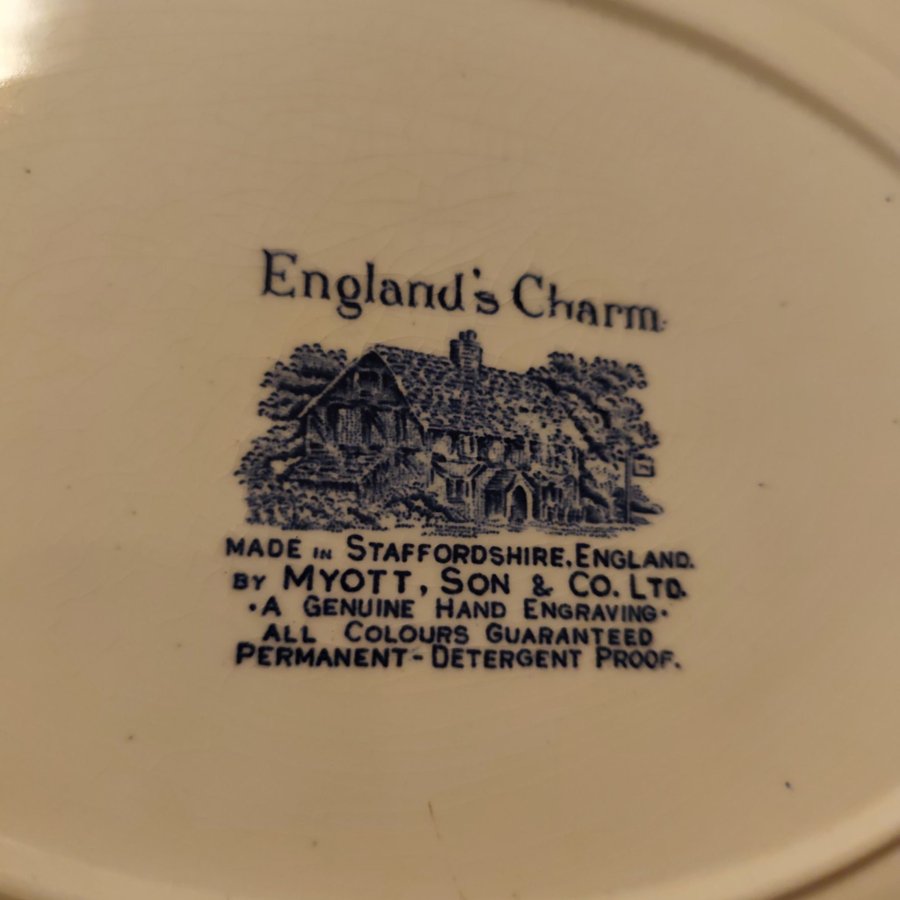 England's Charm.
MADE IN STAFFORDSHIRE, ENGLAND.
BY MYOTT, SON & CO. LTD.
·A GENUINE HAND ENGRAVING·
ALL COLOURS GUARANTEED
PERMANENT-DETERGENT PROOF.